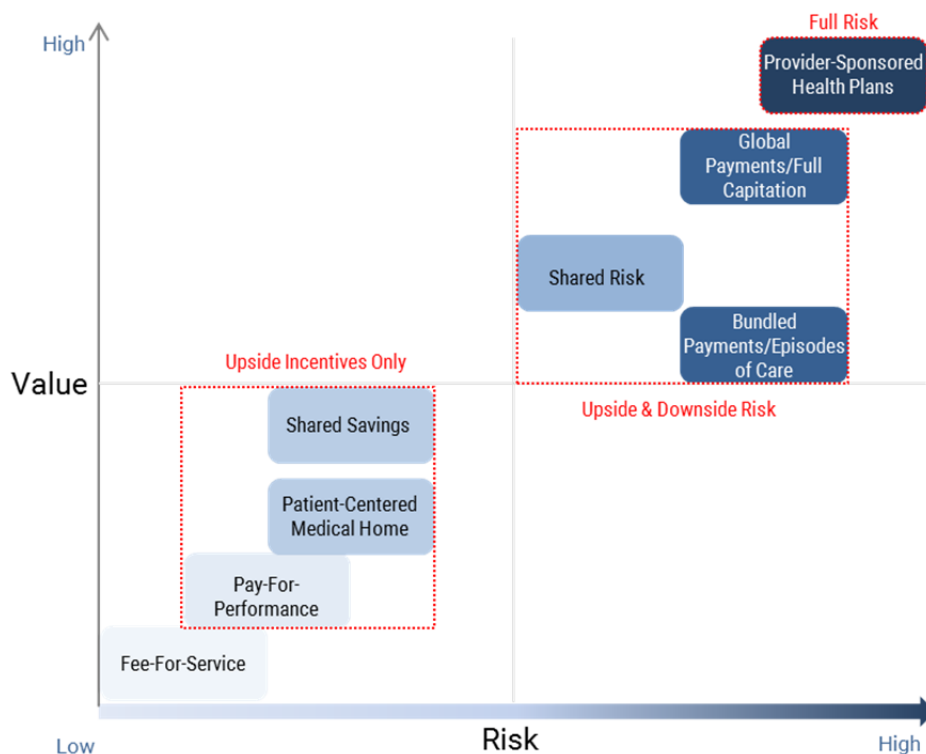 High
Full Risk
Provider-Sponsored
Health Plans
Global
Payments/Full
Capitation
Shared Risk
Bundled
Payments/Episodes
of Care
Upside Incentives Only
Value
Upside & Downside Risk
Shared Savings
Patient-Centered
Medical Home
Pay-For-
Performance
Fee-For-Service
Low
Risk
High